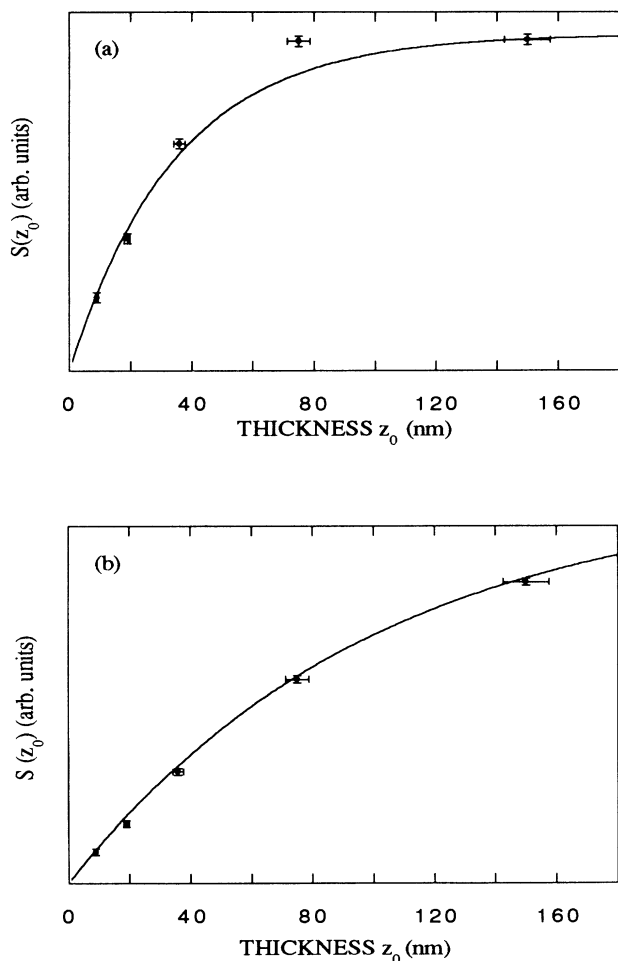 (a)
S(z₀) (arb. units)
0 40 80 120 160
THICKNESS z₀ (nm)
(b)
S (z₀) (arb. units)
0 40 80 120 160
THICKNESS z₀ (nm)